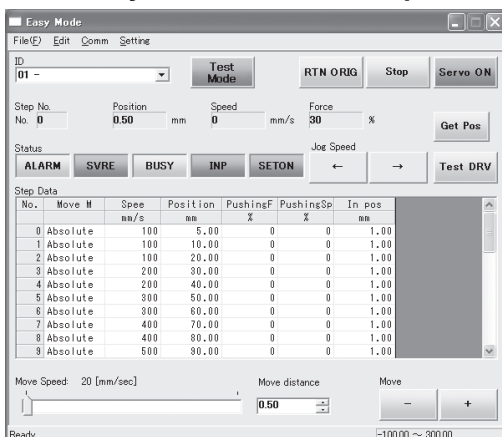 Easy Mode
File(F) Edit Comm Setting
ID
01 -
Test Mode
RTN ORIG
Stop
Servo ON
Step No. Position Speed Force
No. 0 0.50 mm 0 mm/s 30 %
Get Pos
Status Jog Speed
ALARM SVRE BUSY INP SETON ← → Test DRV
Step Data
No. Move M Spee Position PushingF PushingSp In pos
mm/s mm % % mm
0 Absolute 100 5.00 0 0 1.00
1 Absolute 100 10.00 0 0 1.00
2 Absolute 100 20.00 0 0 1.00
3 Absolute 200 30.00 0 0 1.00
4 Absolute 200 40.00 0 0 1.00
5 Absolute 300 50.00 0 0 1.00
6 Absolute 300 60.00 0 0 1.00
7 Absolute 400 70.00 0 0 1.00
8 Absolute 400 80.00 0 0 1.00
9 Absolute 500 90.00 0 0 1.00
Move Speed: 20 [mm/sec] Move distance Move
0.50 - +
Ready -100.00 ~ 300.00